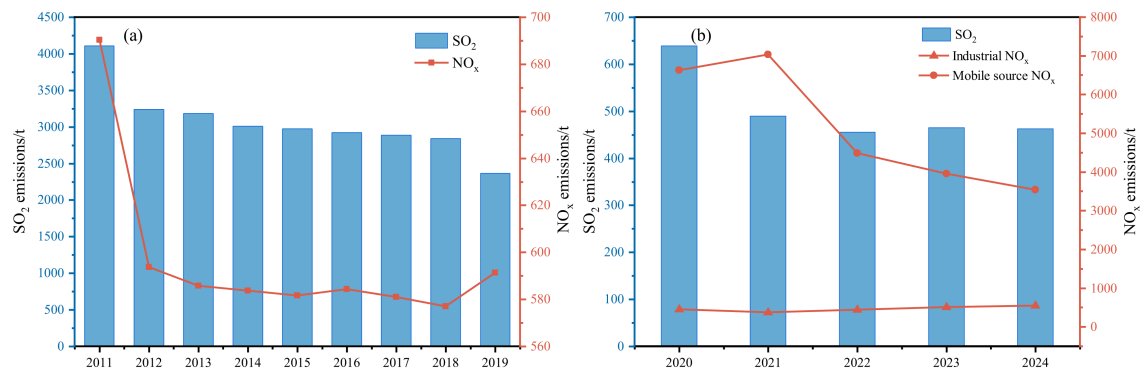 (a)
SO₂ emissions/t
4500
4000
3500
3000
2500
2000
1500
1000
500
0
SO₂
NOₓ
700
680
660
640
620
600
580
560
NOₓ emissions/t
2011 2012 2013 2014 2015 2016 2017 2018 2019
(b)
SO₂ emissions/t
700
600
500
400
300
200
100
0
SO₂
Industrial NOₓ
Mobile source NOₓ
8000
7000
6000
5000
4000
3000
2000
1000
0
NOₓ emissions/t
2020 2021 2022 2023 2024